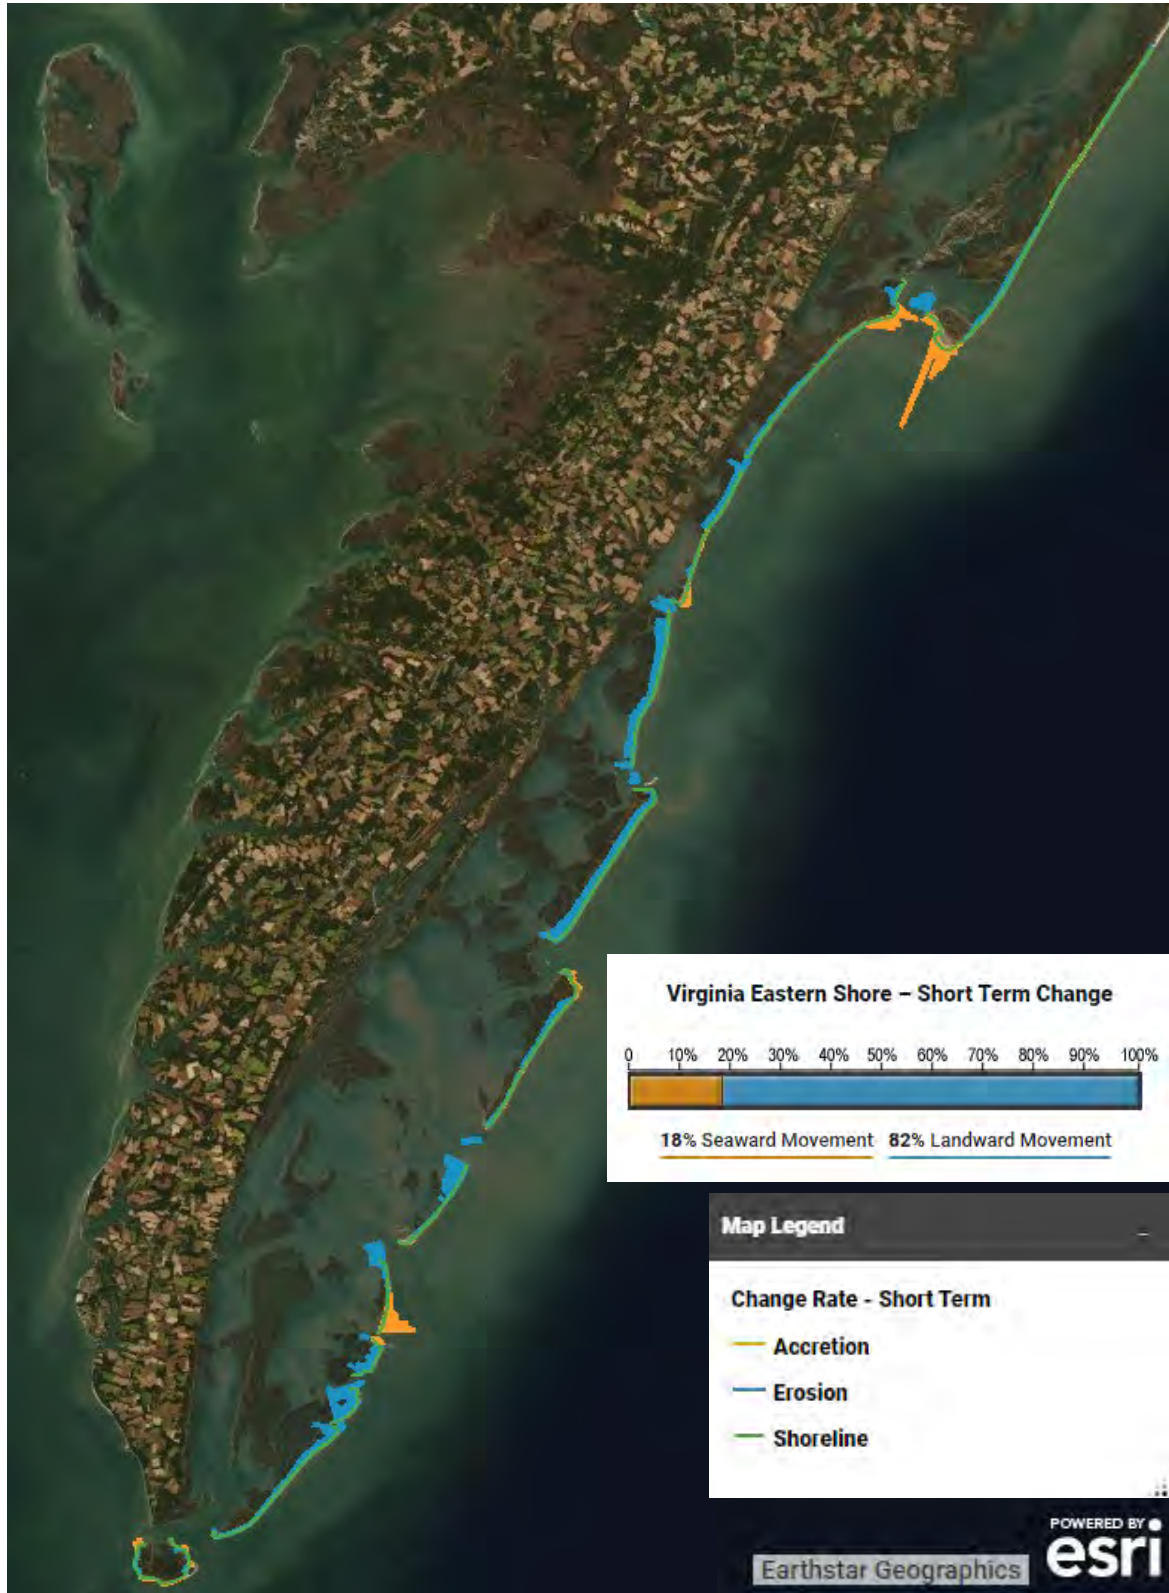 Virginia Eastern Shore – Short Term Change
0 10% 20% 30% 40% 50% 60% 70% 80% 90% 100%
18% Seaward Movement 82% Landward Movement
Map Legend
Change Rate - Short Term
Accretion
Erosion
Shoreline
POWERED BY
esri
Earthstar Geographics